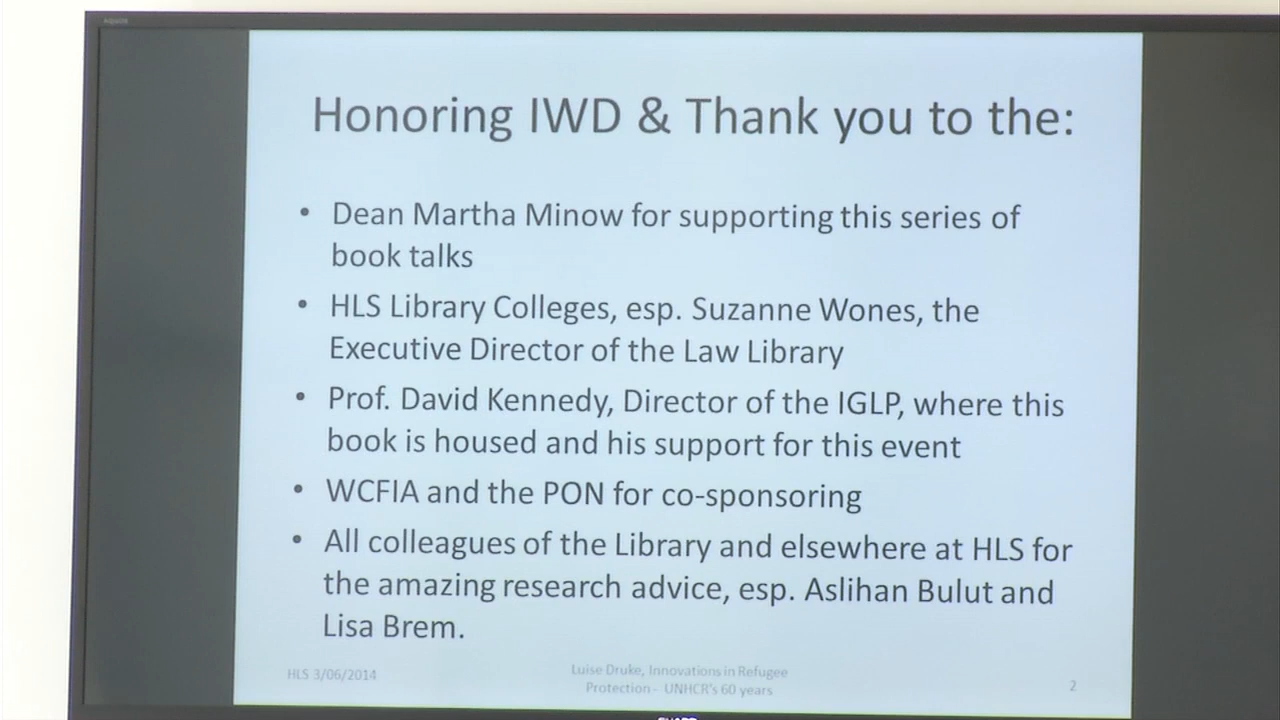 Aquos
Honoring IWD & Thank you to the:
• Dean Martha Minow for supporting this series of
book talks
• HLS Library Colleges, esp. Suzanne Wones, the
Executive Director of the Law Library
• Prof. David Kennedy, Director of the IGLP, where this
book is housed and his support for this event
• WCFIA and the PON for co-sponsoring
• All colleagues of the Library and elsewhere at HLS for
the amazing research advice, esp. Aslihan Bulut and
Lisa Brem.
HLS 3/06/2014
Luise Druke, Innovations in Refugee
Protection - UNHCR's 60 years
2
SHARP